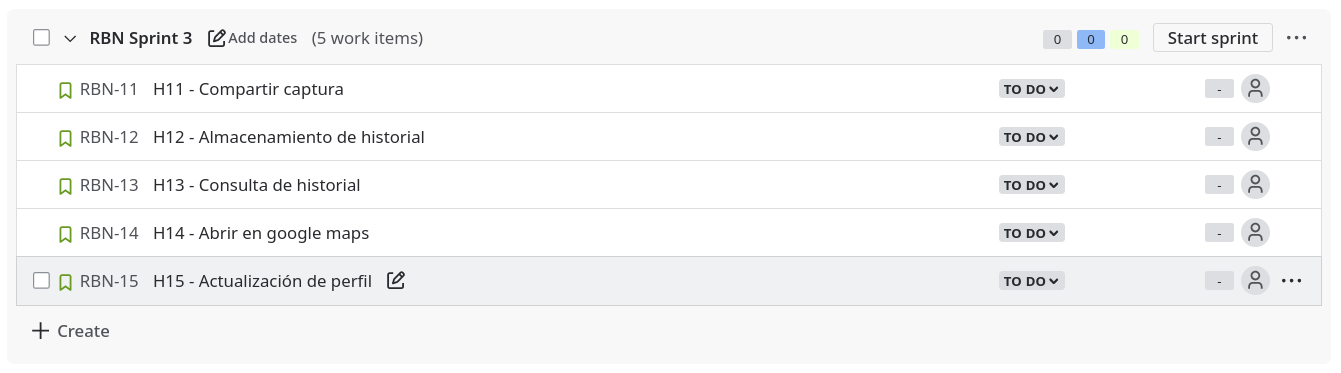 RBN Sprint 3 Add dates (5 work items) 0 0 0 Start sprint
RBN-11 H11 - Compartir captura TO DO -
RBN-12 H12 - Almacenamiento de historial TO DO -
RBN-13 H13 - Consulta de historial TO DO -
RBN-14 H14 - Abrir en google maps TO DO -
RBN-15 H15 - Actualización de perfil TO DO -
Create